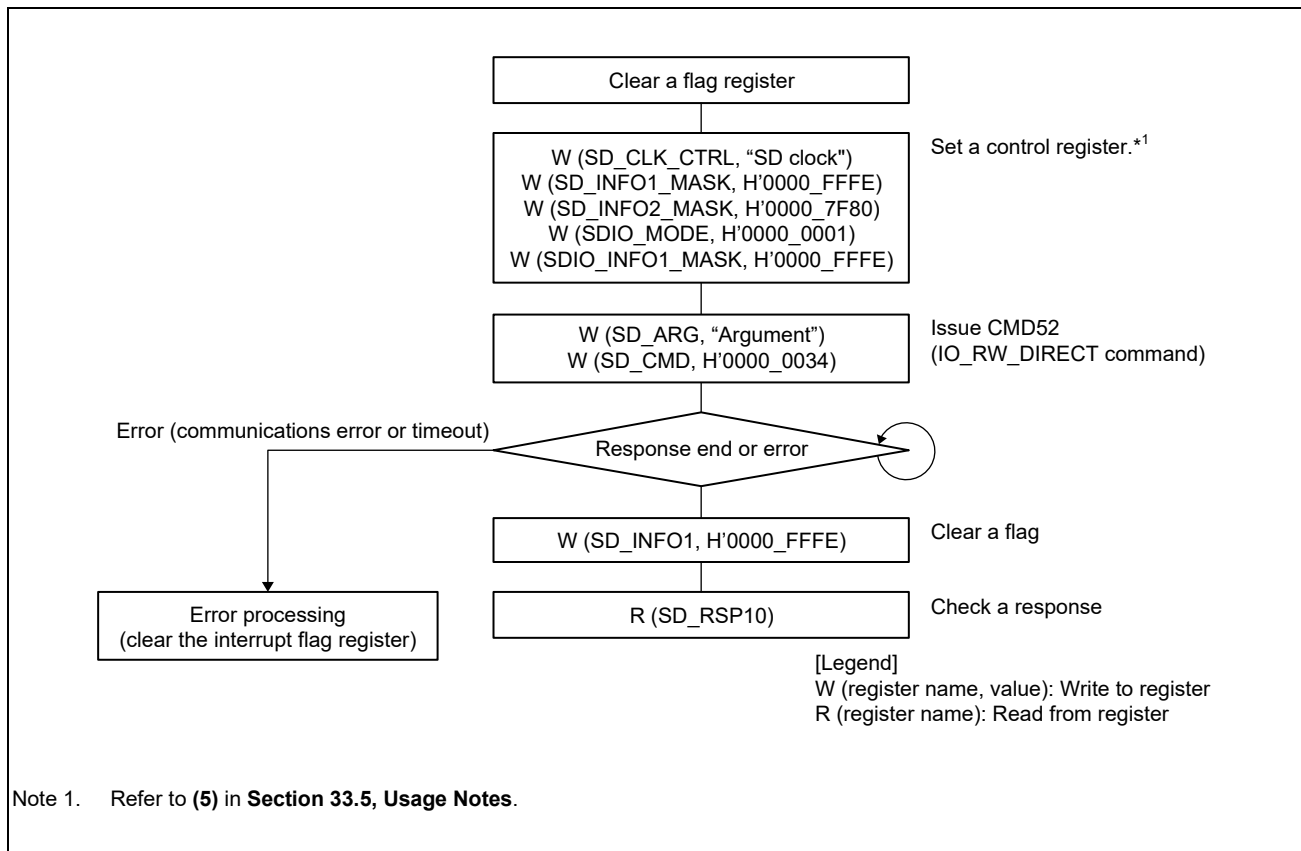 Clear a flag register
W (SD_CLK_CTRL, “SD clock")
W (SD_INFO1_MASK, H’0000_FFFE)
W (SD_INFO2_MASK, H’0000_7F80)
W (SDIO_MODE, H’0000_0001)
W (SDIO_INFO1_MASK, H’0000_FFFE)
Set a control register.*1
W (SD_ARG, “Argument”)
W (SD_CMD, H’0000_0034)
Issue CMD52
(IO_RW_DIRECT command)
Error (communications error or timeout)
Response end or error
W (SD_INFO1, H’0000_FFFE)
Clear a flag
Error processing
(clear the interrupt flag register)
R (SD_RSP10)
Check a response
[Legend]
W (register name, value): Write to register
R (register name): Read from register
Note 1. Refer to (5) in Section 33.5, Usage Notes.